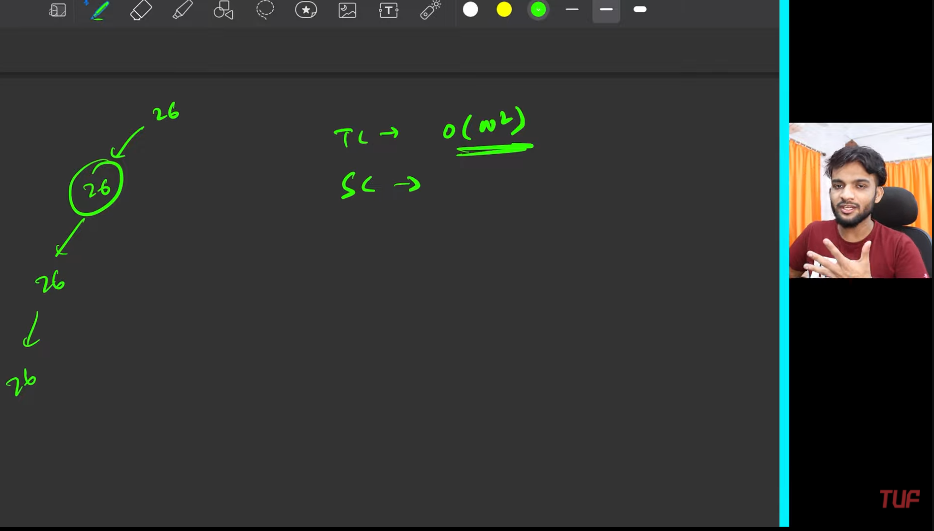 26
TC → O(N²)
26
SC →
26
26
T
TUF